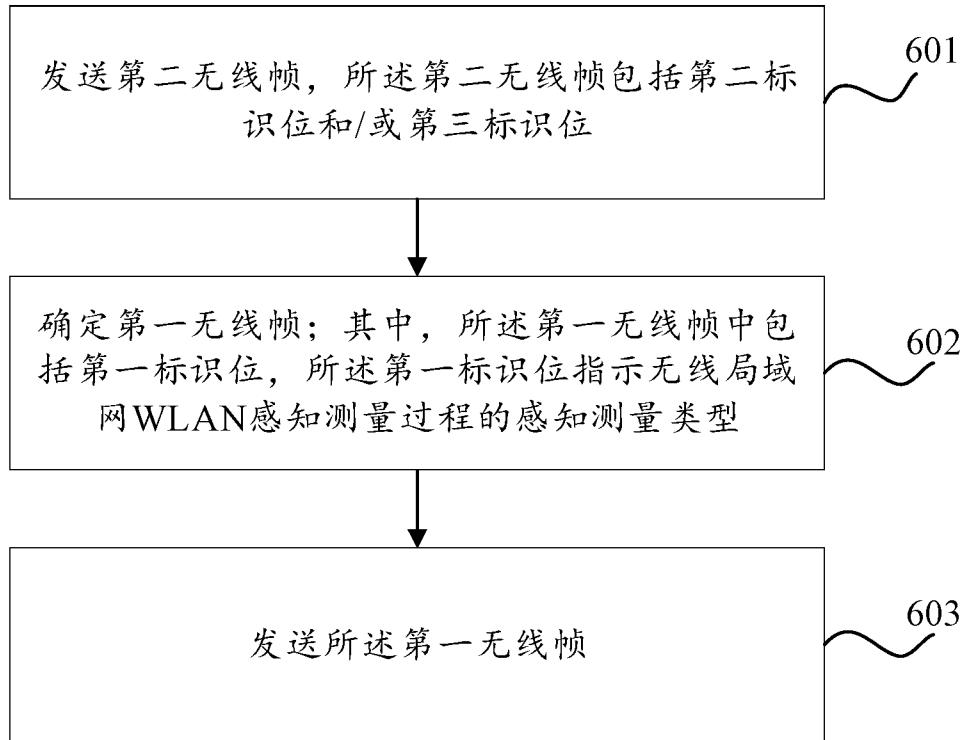 发送第二无线帧，所述第二无线帧包括第二标
识位和/或第三标识位
601
确定第一无线帧；其中，所述第一无线帧中包
括第一标识位，所述第一标识位指示无线局域
网WLAN感知测量过程的感知测量类型
602
发送所述第一无线帧
603